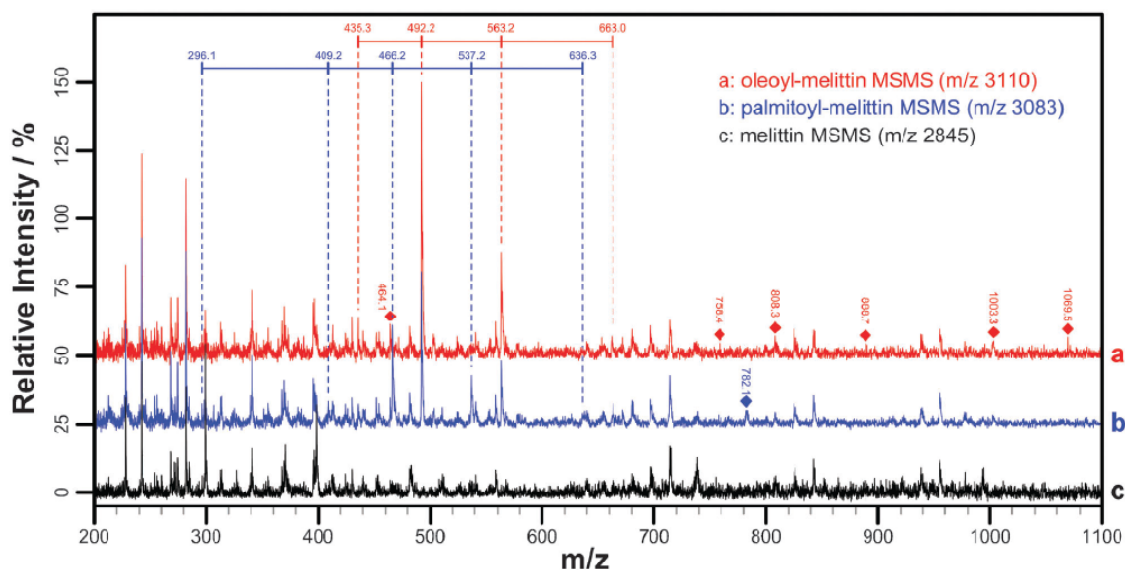 435.3 492.2 563.2 663.0
296.1 409.2 466.2 537.2 636.3
a: oleoyl-melittin MSMS (m/z 3110)
b: palmitoyl-melittin MSMS (m/z 3083)
c: melittin MSMS (m/z 2845)
Relative Intensity / %
150
125
100
75
50
25
0
464.1
758.4
808.3
1003.3
1069.5
782.1
a
b
c
200 300 400 500 600 700 800 900 1000 1100
m/z